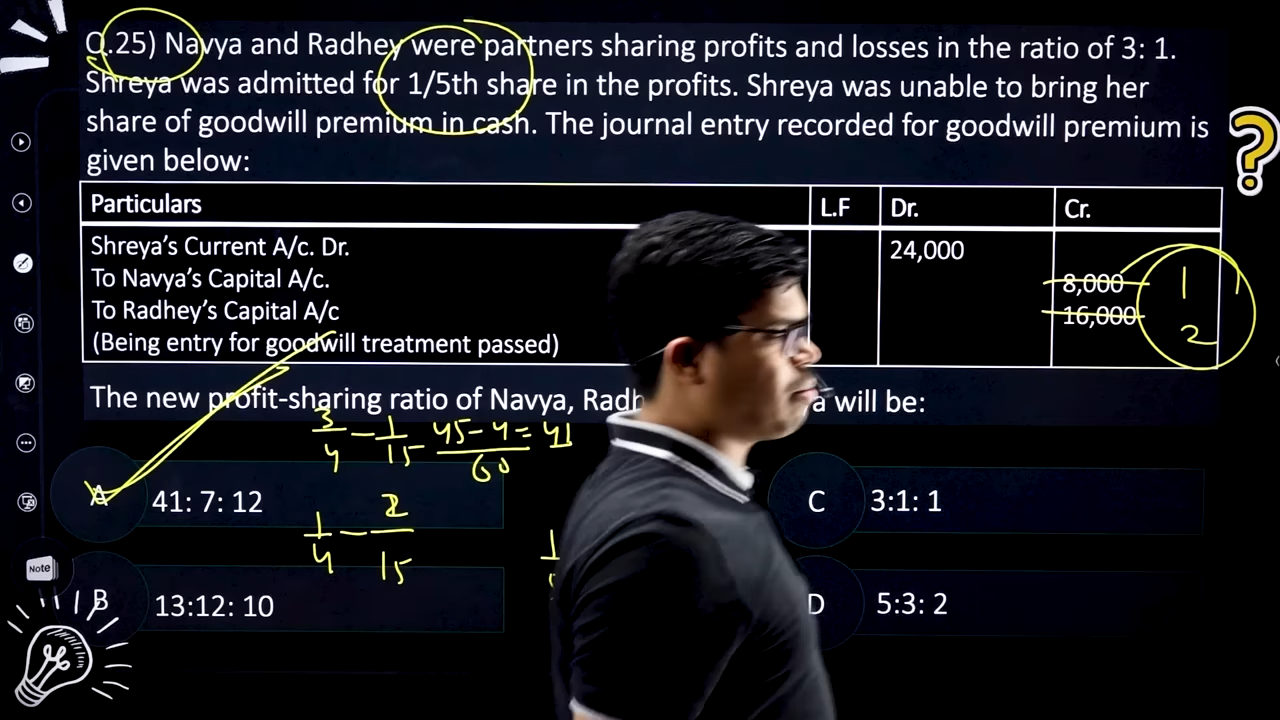 Q.25) Navya and Radhey were partners sharing profits and losses in the ratio of 3: 1.
Shreya was admitted for 1/5th share in the profits. Shreya was unable to bring her
share of goodwill premium in cash. The journal entry recorded for goodwill premium is
given below:
Particulars L.F Dr. Cr.
Shreya's Current A/c. Dr. 24,000
To Navya's Capital A/c. 8,000 1
To Radhey's Capital A/c 16,000 2
(Being entry for goodwill treatment passed)
The new profit-sharing ratio of Navya, Radh a will be:
3/4 - 1/15 45-4/60 = 41
A 41: 7: 12
C 3:1: 1
1/4 - 2/15
Note
B 13:12: 10
D 5:3: 2